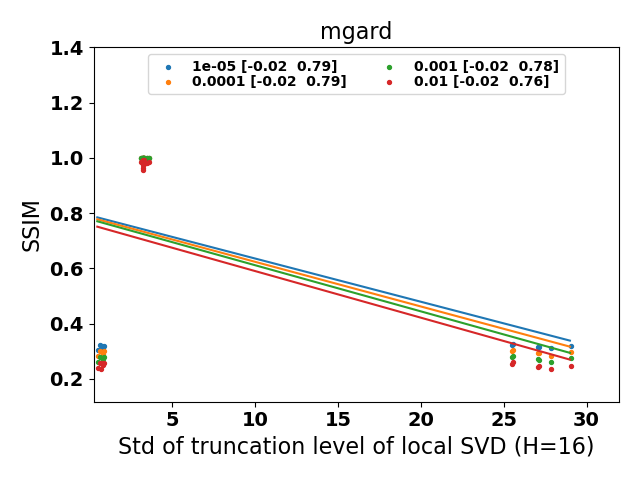 mgard
1e-05 [-0.02  0.79]
0.0001 [-0.02  0.79]
0.001 [-0.02  0.78]
0.01 [-0.02  0.76]
SSIM
1.4
1.2
1.0
0.8
0.6
0.4
0.2
5 10 15 20 25 30
Std of truncation level of local SVD (H=16)